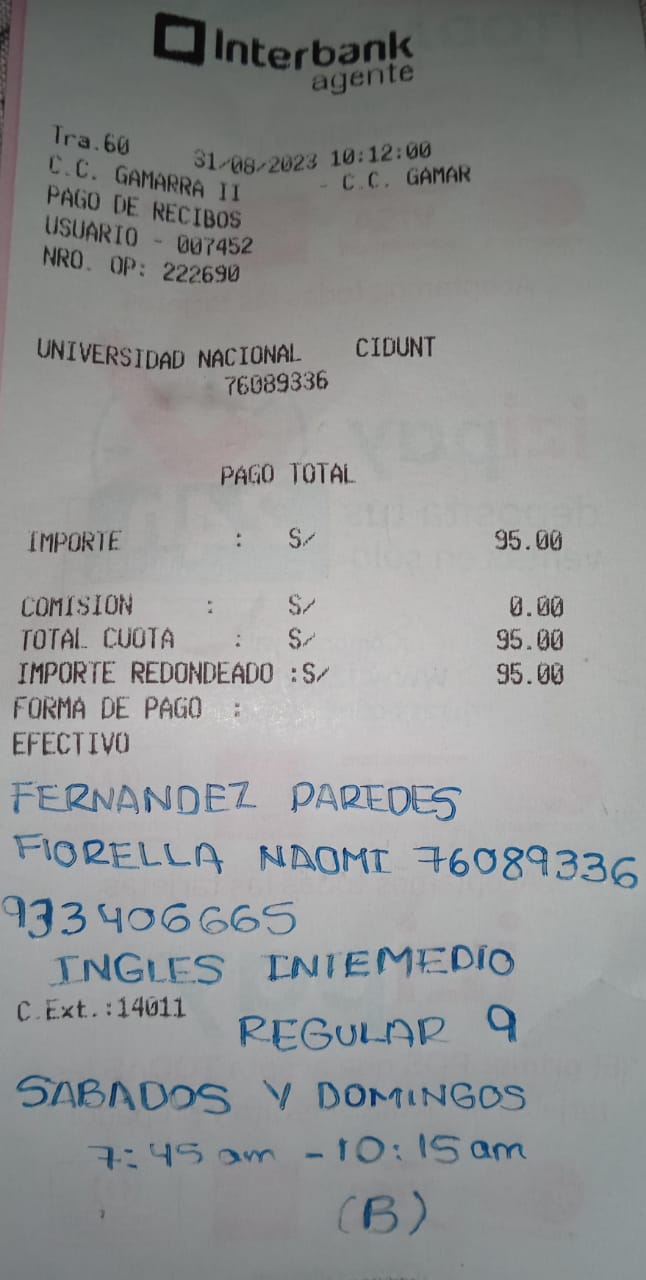 Interbank
agente
Tra.60 31/08/2023 10:12:00
C.C. GAMARRA II - C.C. GAMAR
PAGO DE RECIBOS
USUARIO - 007452
NRO. OP: 222690
UNIVERSIDAD NACIONAL CIDUNT
76089336
PAGO TOTAL
IMPORTE : S/ 95.00
COMISION : S/ 0.00
TOTAL CUOTA : S/ 95.00
IMPORTE REDONDEADO :S/ 95.00
FORMA DE PAGO :
EFECTIVO
FERNANDEZ PAREDES
FIORELLA NAOMI 76089336
933406665
INGLES INTEMEDIO
C.Ext.:14011 REGULAR 9
SABADOS Y DOMINGOS
7:45 am - 10:15 am
(B)